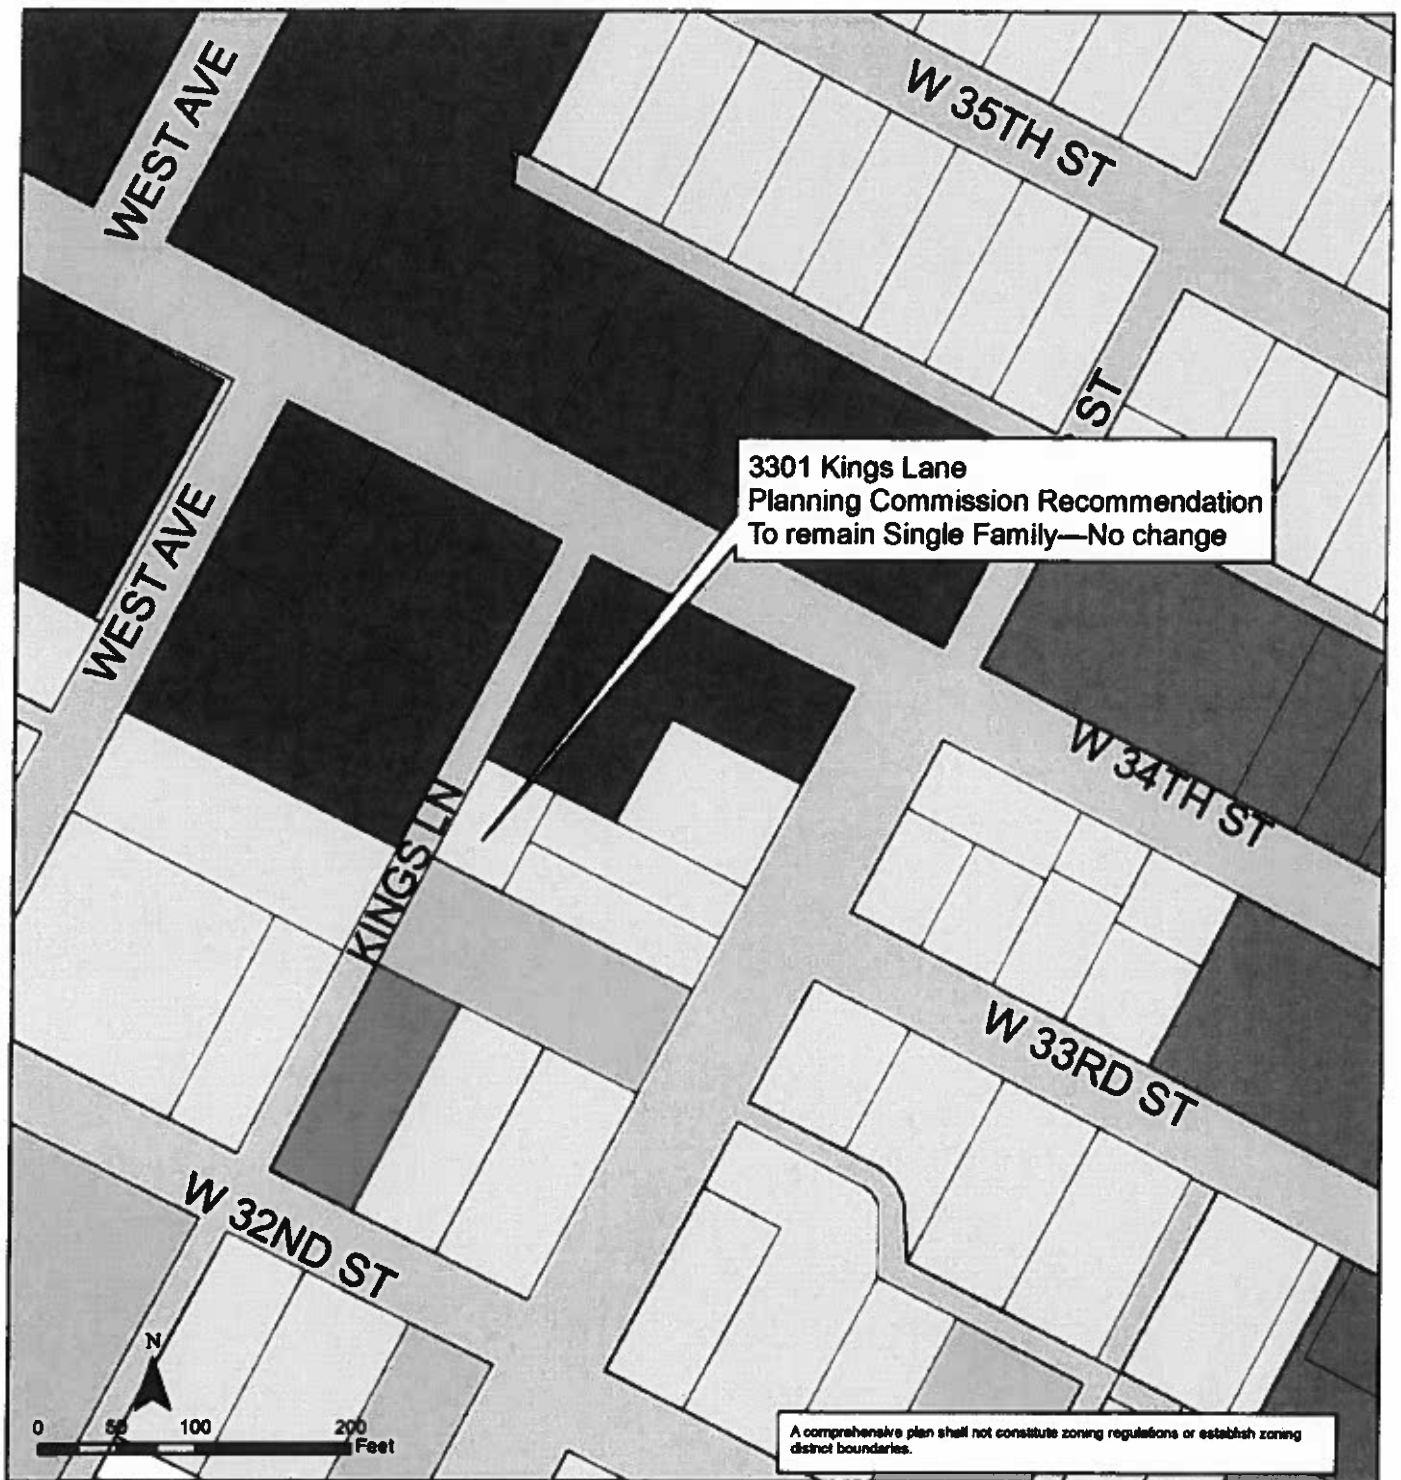 WEST AVE
W 35TH ST
ST
3301 Kings Lane
Planning Commission Recommendation
To remain Single Family—No change
WEST AVE
W 34TH ST
KINGS LN
W 33RD ST
W 32ND ST
N
0 50 100 200
Feet
A comprehensive plan shall not constitute zoning regulations or establish zoning
district boundaries.